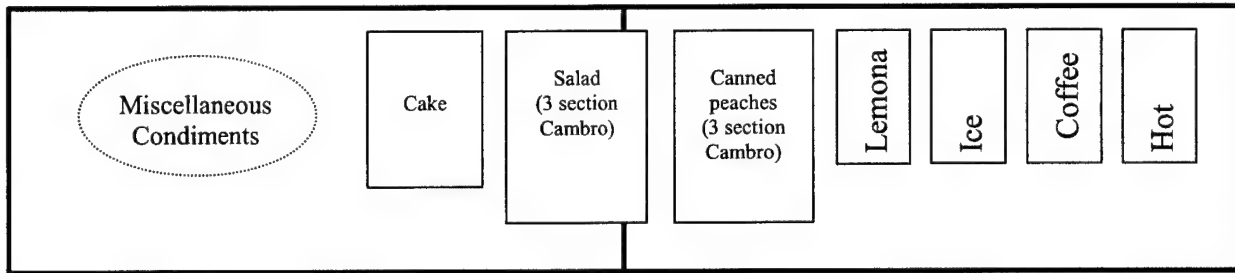 Miscellaneous
Condiments
Cake
Salad
(3 section
Cambro)
Canned
peaches
(3 section
Cambro)
Lemona
Ice
Coffee
Hot